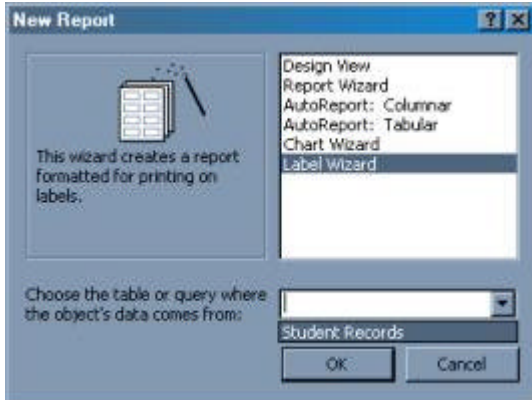 New Report
Design View
Report Wizard
AutoReport: Columnar
AutoReport: Tabular
Chart Wizard
Label Wizard
This wizard creates a report
formatted for printing on
labels.
Choose the table or query where
the object's data comes from:
Student Records
OK
Cancel